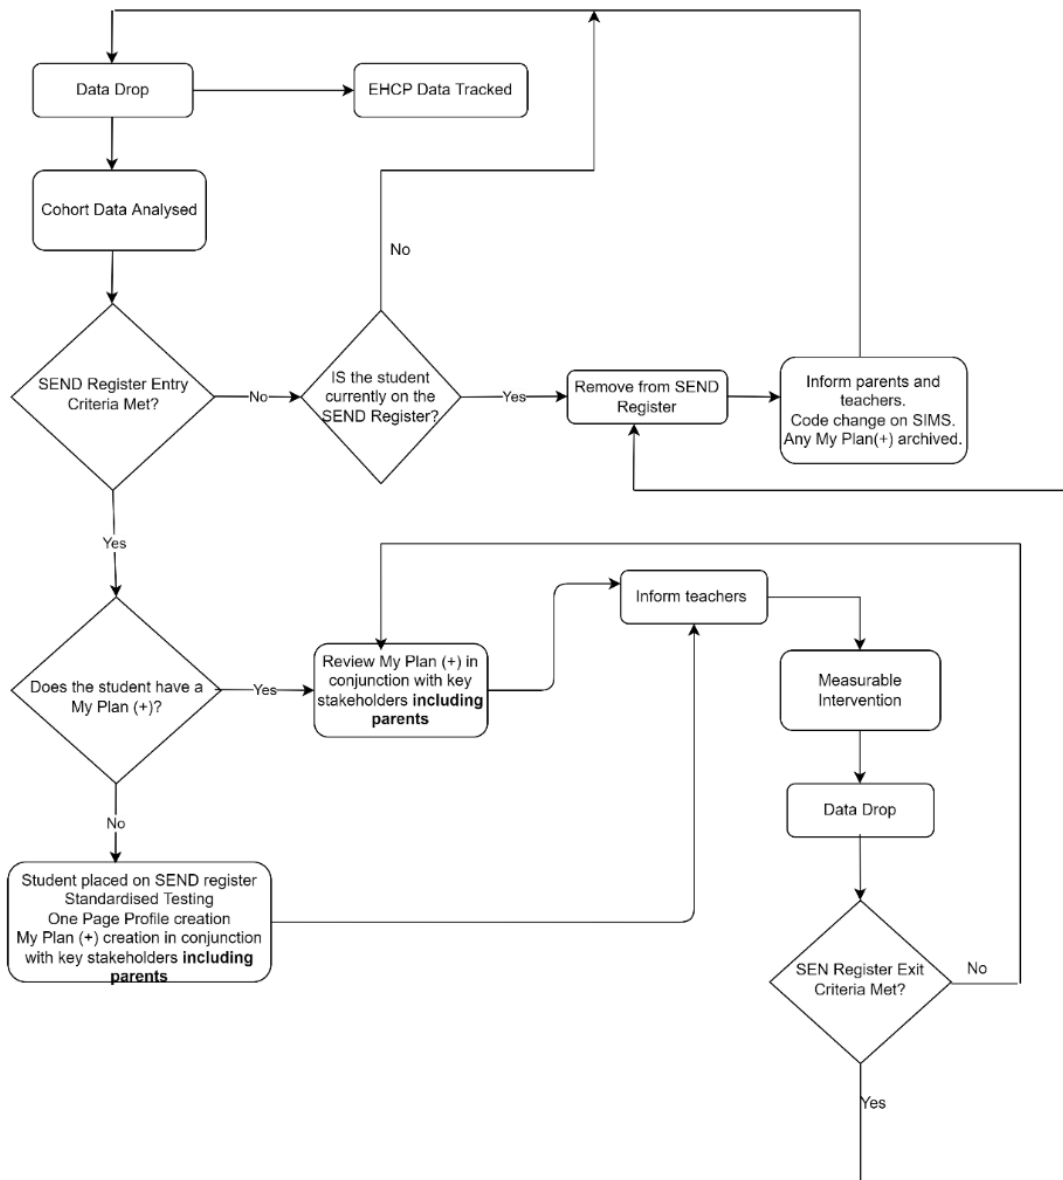 Data Drop
EHCP Data Tracked
Cohort Data Analysed
No
SEND Register Entry
Criteria Met?
No
IS the student
currently on the
SEND Register?
Yes
Remove from SEND
Register
Inform parents and
teachers.
Code change on SIMS.
Any My Plan(+) archived.
Yes
Does the student have a
My Plan (+)?
Yes
Review My Plan (+) in
conjunction with key
stakeholders including
parents
Inform teachers
Measurable
Intervention
Data Drop
No
Student placed on SEND register
Standardised Testing
One Page Profile creation
My Plan (+) creation in conjunction
with key stakeholders including
parents
SEN Register Exit
Criteria Met?
No
Yes